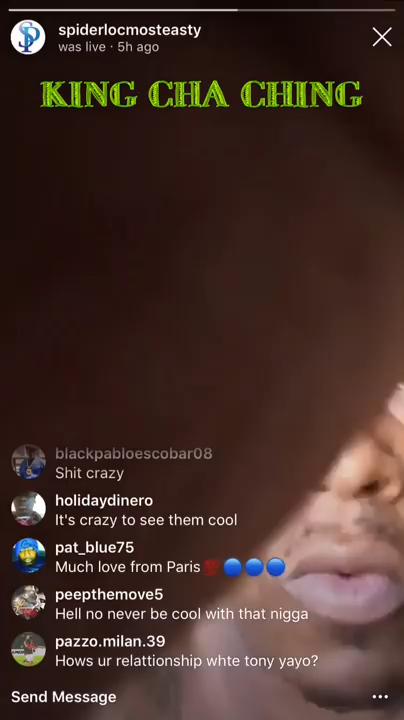 spiderlocmosteasty
was live · 5h ago
KING CHA CHING
blackpabloescobar08
Shit crazy
holidaydinero
It's crazy to see them cool
pat_blue75
Much love from Paris💯🔵🔵🔵
peepthemove5
Hell no never be cool with that nigga
pazzo.milan.39
Hows ur relattionship whte tony yayo?
Send Message